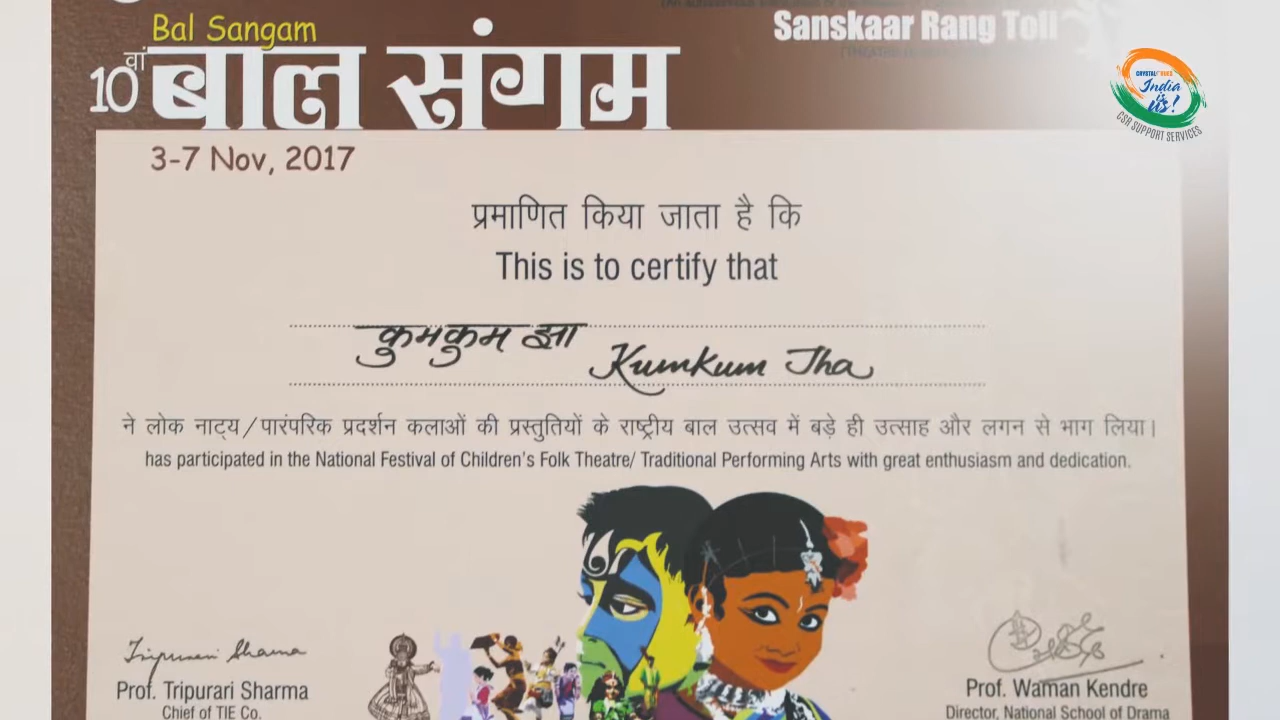 Bal Sangam
Sanskaar Rang Toli
10वां बाल संगम
CRYSTAL
India is us!
CSR SUPPORT SERVICES
3-7 Nov, 2017
प्रमाणित किया जाता है कि
This is to certify that
कुमकुम झा Kumkum Jha
ने लोक नाट्य/पारंपरिक प्रदर्शन कलाओं की प्रस्तुतियों के राष्ट्रीय बाल उत्सव में बड़े ही उत्साह और लगन से भाग लिया।
has participated in the National Festival of Children's Folk Theatre/ Traditional Performing Arts with great enthusiasm and dedication.
Tripurari Sharma
Prof. Tripurari Sharma
Chief of TIE Co.
Prof. Waman Kendre
Director, National School of Drama